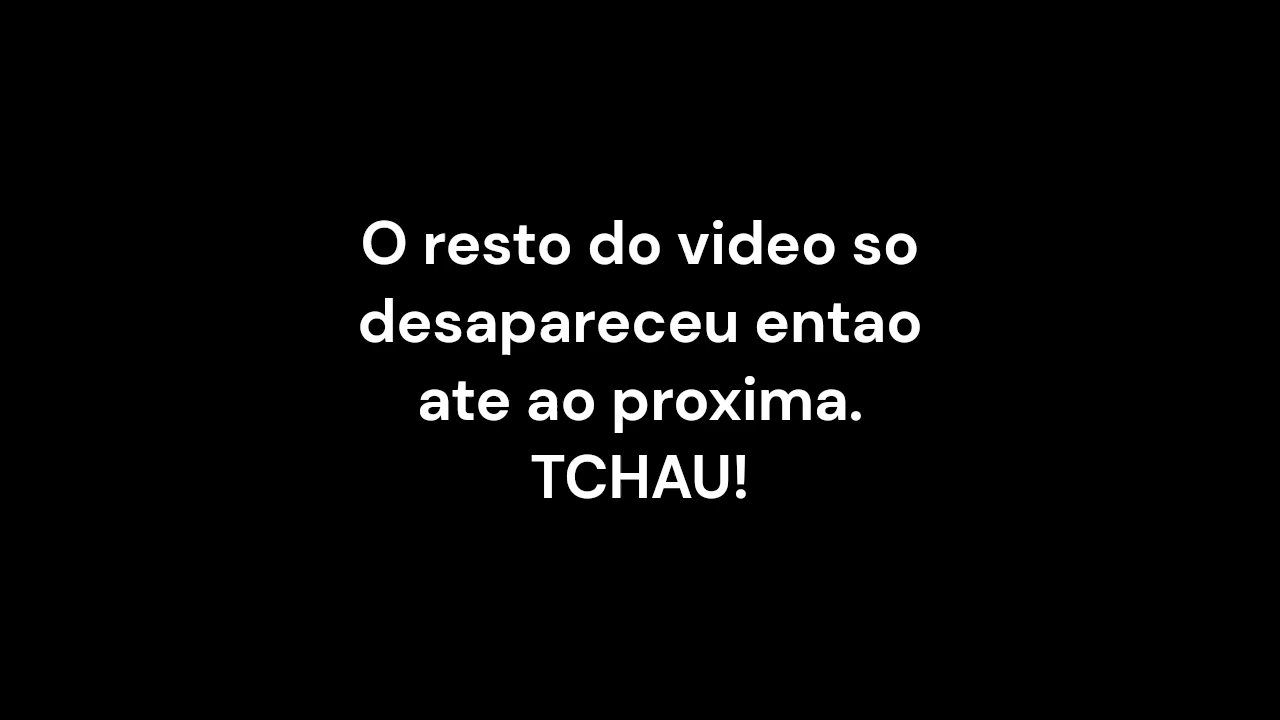 O resto do video so
desapareceu entao
ate ao proxima.
TCHAU!